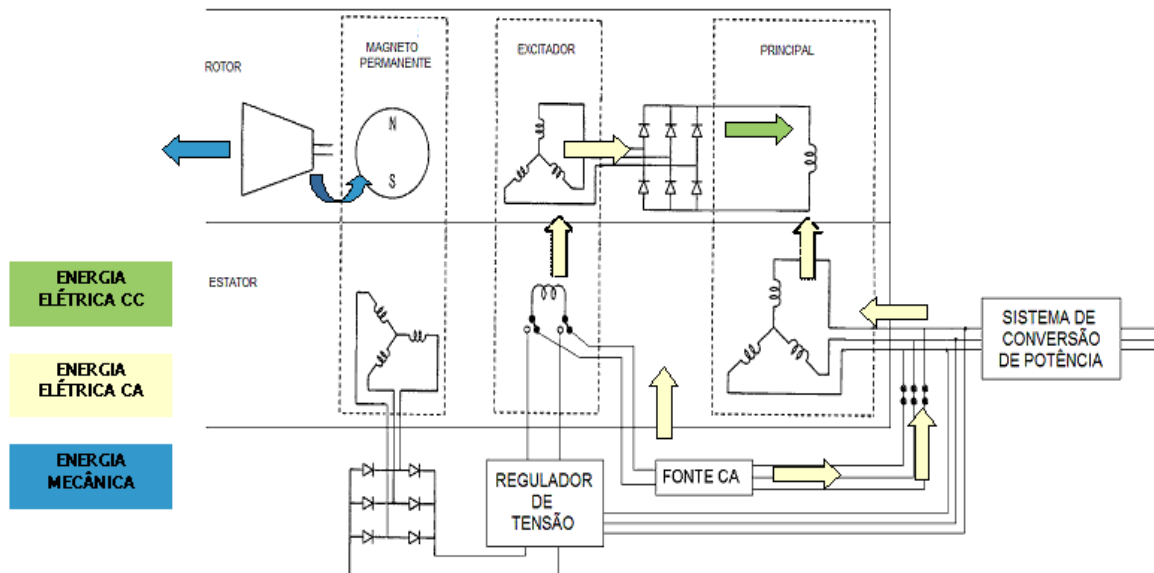 MAGNETO
PERMANENTE
EXCITADOR
PRINCIPAL
ROTOR
N
S
ESTATOR
ENERGIA
ELÉTRICA CC
ENERGIA
ELÉTRICA CA
ENERGIA
MECÂNICA
SISTEMA DE
CONVERSÃO
DE POTÊNCIA
REGULADOR
DE
TENSÃO
FONTE CA